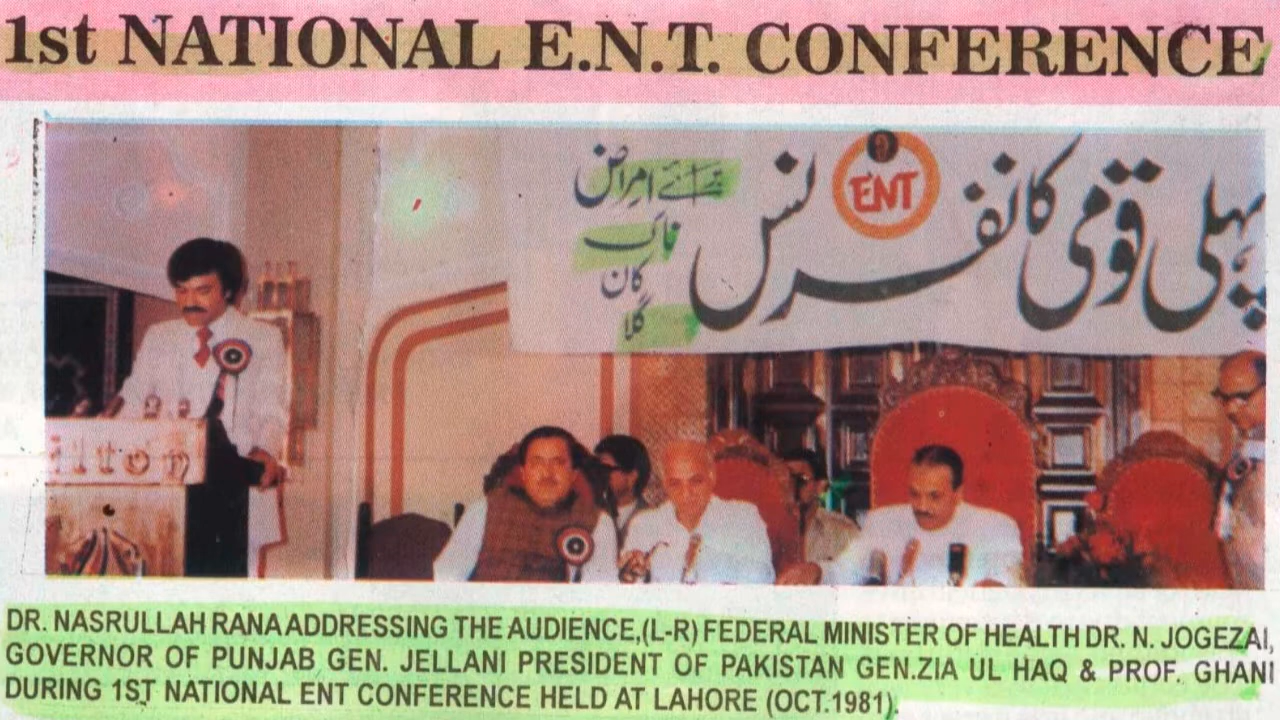 1st NATIONAL E.N.T. CONFERENCE
پہلی قومی کانفرنس
ENT
برائے امراض
ناک
کان
گلا
ilton
DR. NASRULLAH RANA ADDRESSING THE AUDIENCE,(L-R) FEDERAL MINISTER OF HEALTH DR. N. JOGEZAI,
GOVERNOR OF PUNJAB GEN. JELLANI PRESIDENT OF PAKISTAN GEN.ZIA UL HAQ & PROF. GHANI
DURING 1ST NATIONAL ENT CONFERENCE HELD AT LAHORE (OCT.1981).